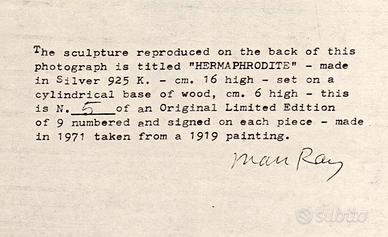 The sculpture reproduced on the back of this
photograph is titled "HERMAPHRODITE" - made
in Silver 925 K. - cm. 16 high - set on a
cylindrical base of wood, cm. 6 high - this
is N. 5 of an Original Limited Edition
of 9 numbered and signed on each piece - made
in 1971 taken from a 1919 painting.
Man Ray
subito